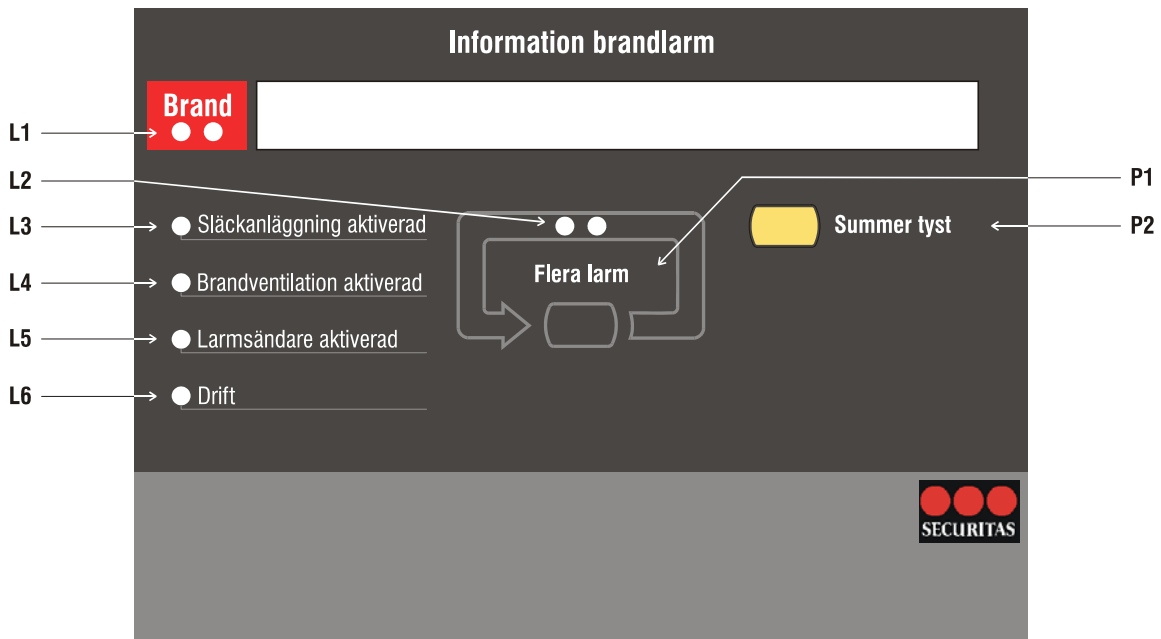 Information brandlarm
Brand
L1
L2
P1
L3
Släckanläggning aktiverad
Summer tyst
P2
L4
Brandventilation aktiverad
Flera larm
L5
Larmsändare aktiverad
L6
Drift
SECURITAS